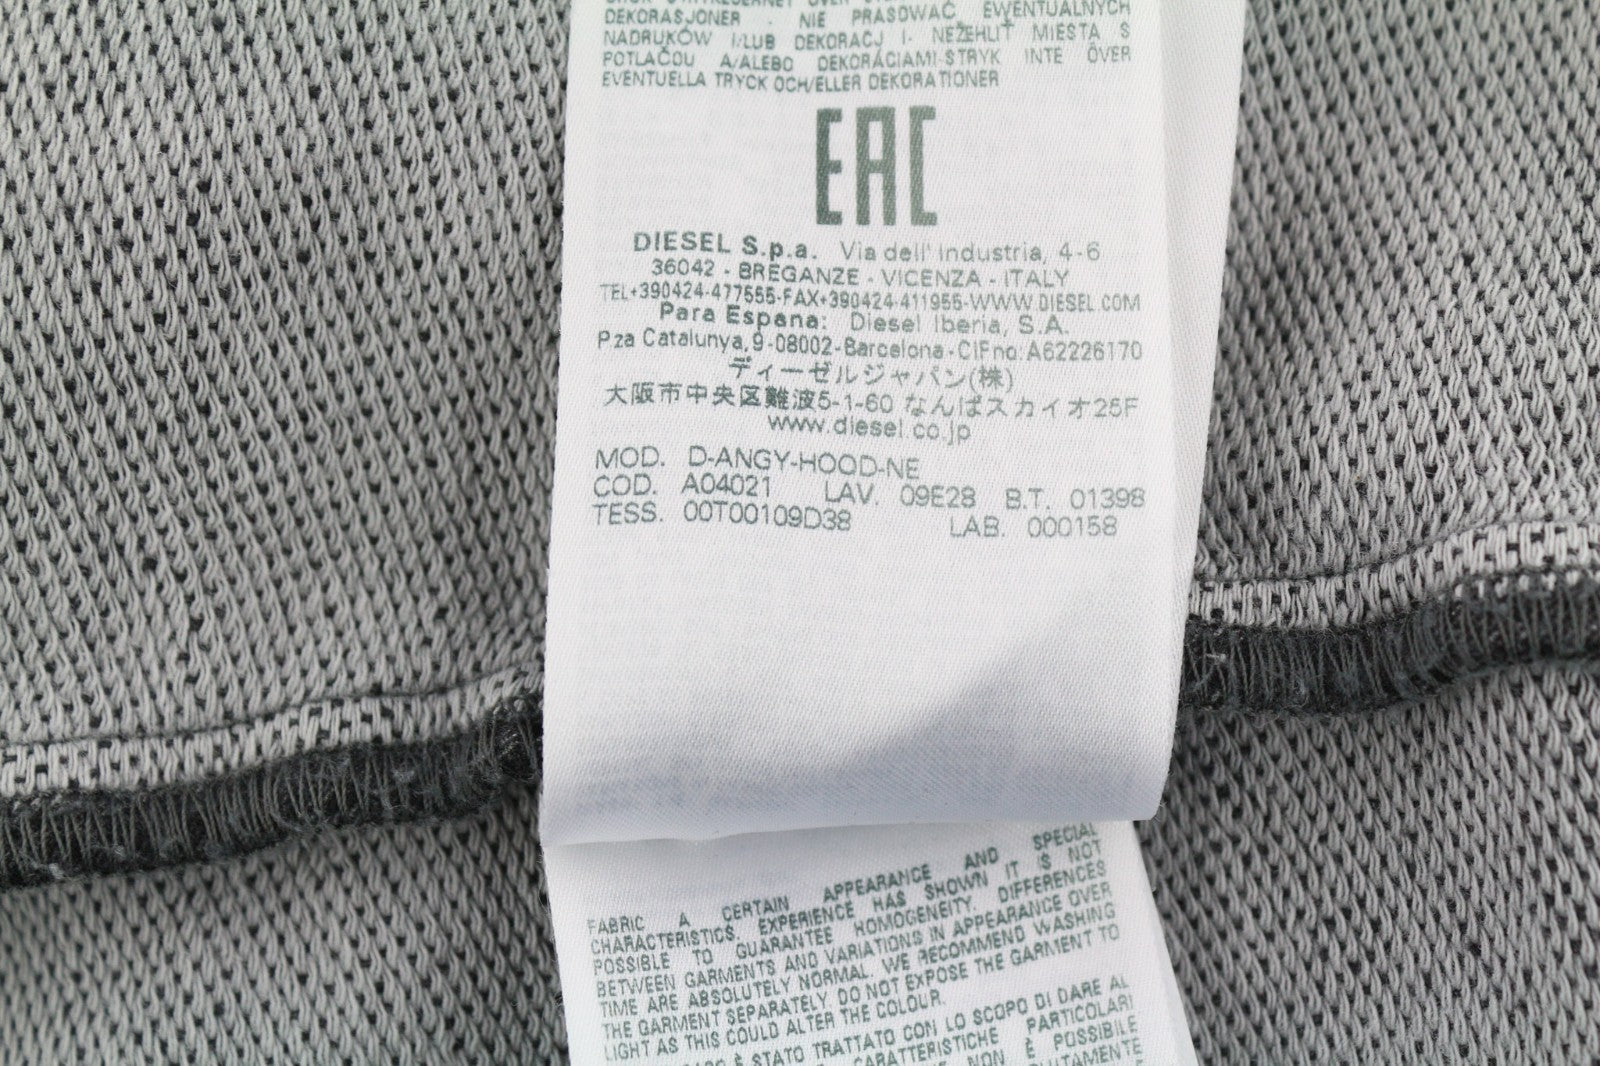 DEKORASJONER - NIE PRASOWAĆ EWENTUALNYCH
NADRUKÓW I/LUB DEKORACJ I- NEŽEHLIŤ MIESTA S
POTLAČOU A/ALEBO DEKORÁCIAMI-STRYK INTE ÖVER
EVENTUELLA TRYCK OCH/ELLER DEKORATIONER
EAC
DIESEL S.p.a. Via dell' Industria, 4-6
36042 - BREGANZE - VICENZA - ITALY
TEL+390424-477555-FAX+390424-411955-WWW.DIESEL.COM
Para Espana: Diesel Iberia, S.A.
Pza Catalunya,9-08002-Barcelona-CIFno:A62226170
ディーゼルジャパン(株)
大阪市中央区難波5-1-60 なんばスカイオ25F
www.diesel.co.jp
MOD. D-ANGY-HOOD-NE
COD. A04021 LAV. 09E28 B.T. 01398
TESS. 00T00109D38 LAB. 000158
FABRIC A CERTAIN APPEARANCE AND SPECIAL
CHARACTERISTICS. EXPERIENCE HAS SHOWN IT IS NOT
POSSIBLE TO GUARANTEE HOMOGENEITY. DIFFERENCES
BETWEEN GARMENTS AND VARIATIONS IN APPEARANCE OVER
TIME ARE ABSOLUTELY NORMAL. WE RECOMMEND WASHING
THE GARMENT SEPARATELY. DO NOT EXPOSE THE GARMENT TO
LIGHT AS THIS COULD ALTER THE COLOUR.
È STATO TRATTATO CON LO SCOPO DI DARE AL
CARATTERISTICHE PARTICOLARI
NON È POSSIBILE